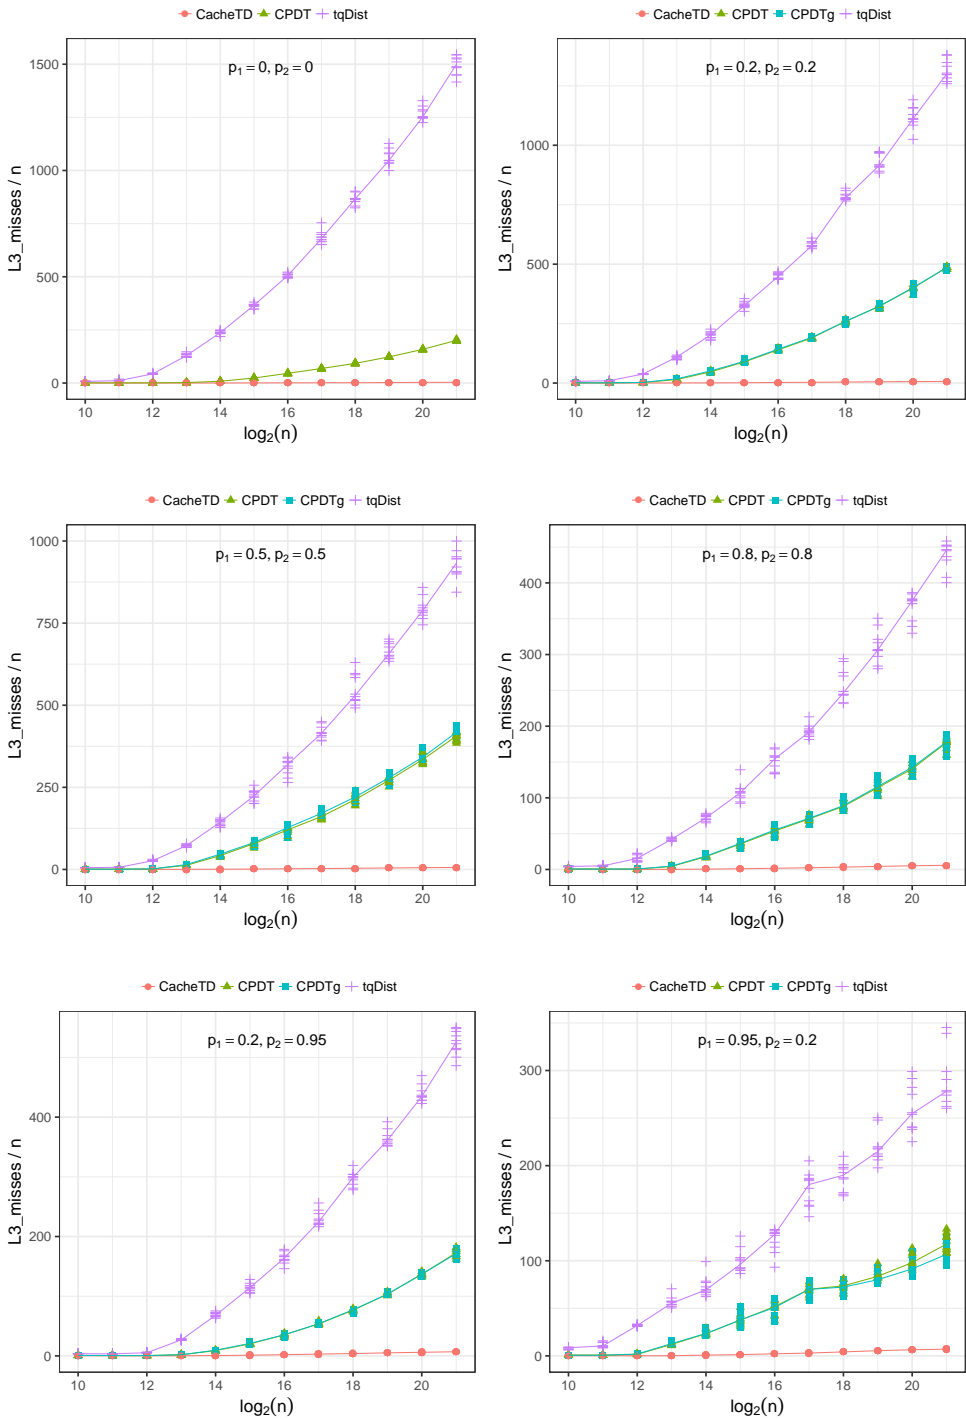 CacheTD CPDT tqDist
p₁ = 0, p₂ = 0
L3_misses / n
1500
1000
500
0
10 12 14 16 18 20
log₂(n)
CacheTD CPDT CPDTg tqDist
p₁ = 0.2, p₂ = 0.2
L3_misses / n
1000
500
0
10 12 14 16 18 20
log₂(n)
CacheTD CPDT CPDTg tqDist
p₁ = 0.5, p₂ = 0.5
L3_misses / n
1000
750
500
250
0
10 12 14 16 18 20
log₂(n)
CacheTD CPDT CPDTg tqDist
p₁ = 0.8, p₂ = 0.8
L3_misses / n
400
300
200
100
0
10 12 14 16 18 20
log₂(n)
CacheTD CPDT CPDTg tqDist
p₁ = 0.2, p₂ = 0.95
L3_misses / n
400
200
0
10 12 14 16 18 20
log₂(n)
CacheTD CPDT CPDTg tqDist
p₁ = 0.95, p₂ = 0.2
L3_misses / n
300
200
100
0
10 12 14 16 18 20
log₂(n)